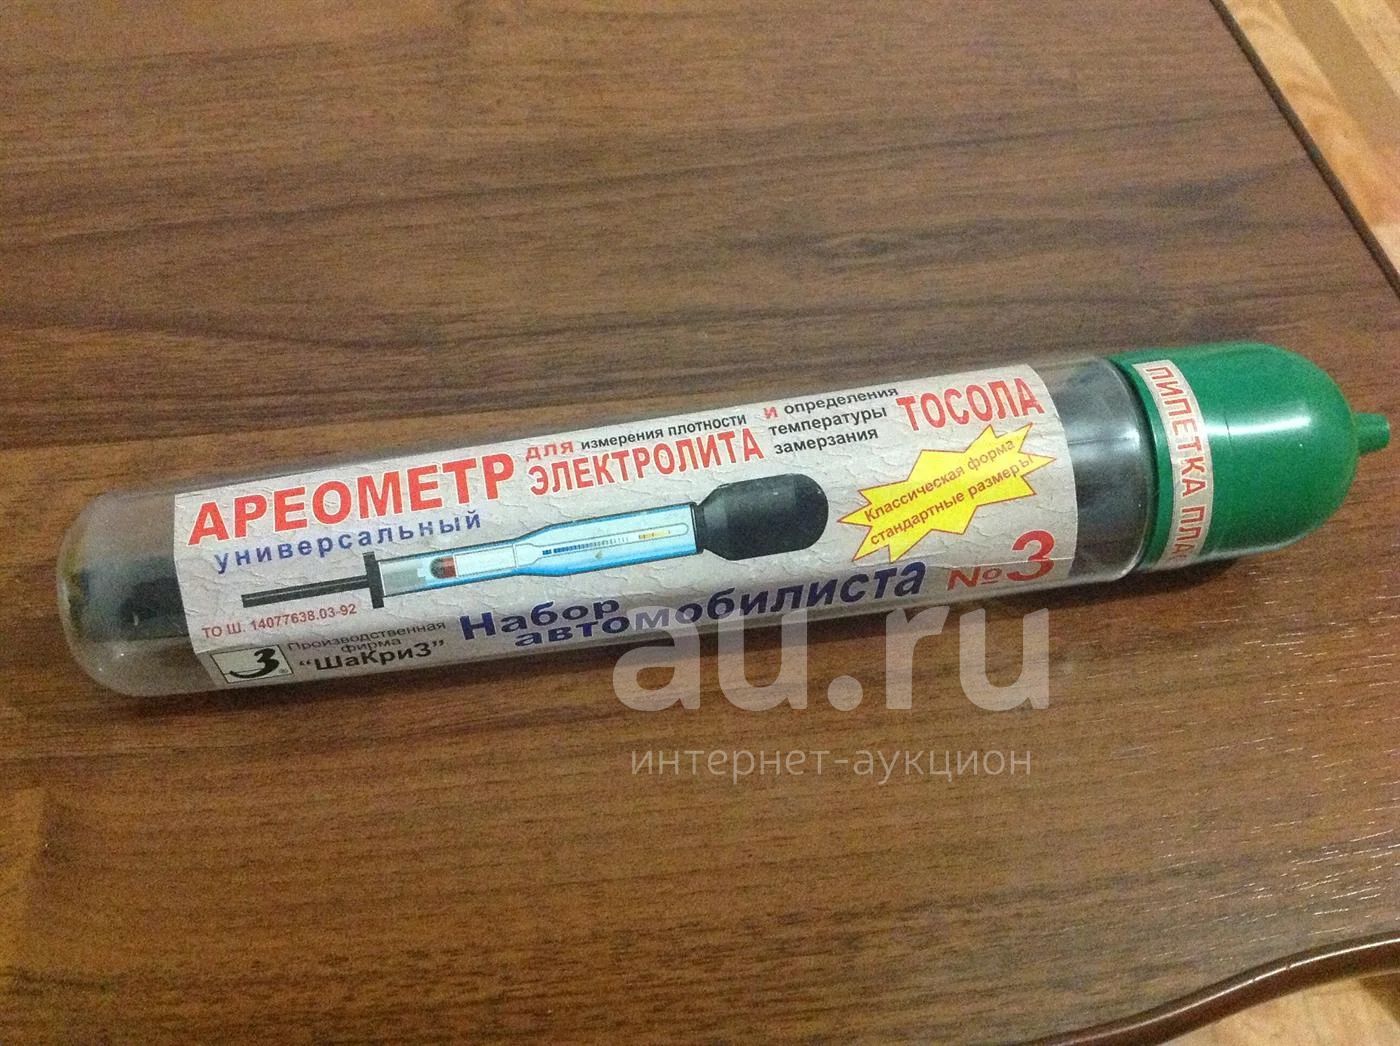 АРЕОМЕТР для измерения плотности и определения ТОСОЛА
универсальный ЭЛЕКТРОЛИТА температуры замерзания
Классическая форма
стандартные размеры
ТО Ш. 14077638.03-92
Производственная
фирма
"ШаКриЗ"
Набор
автомобилиста №3
ПИПЕТКА
au.ru
интернет-аукцион